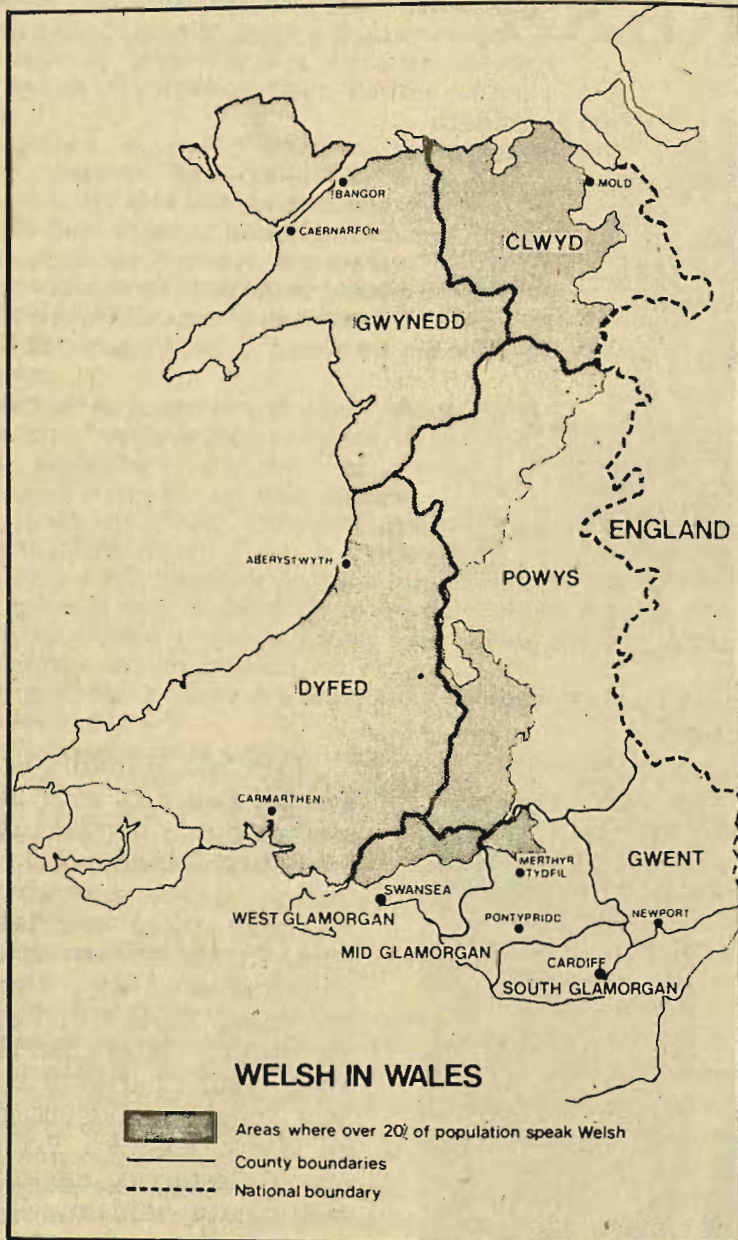 MOLD
BANGOR
CLWYD
CAERNARFON
GWYNEDD
ENGLAND
ABERYSTWYTH
POWYS
DYFED
CARMARTHEN
MERTHYR
TYDFIL
GWENT
SWANSEA
WEST GLAMORGAN
PONTYPRIDD
NEWPORT
MID GLAMORGAN
CARDIFF
SOUTH GLAMORGAN
WELSH IN WALES
Areas where over 20% of population speak Welsh
County boundaries
National boundary